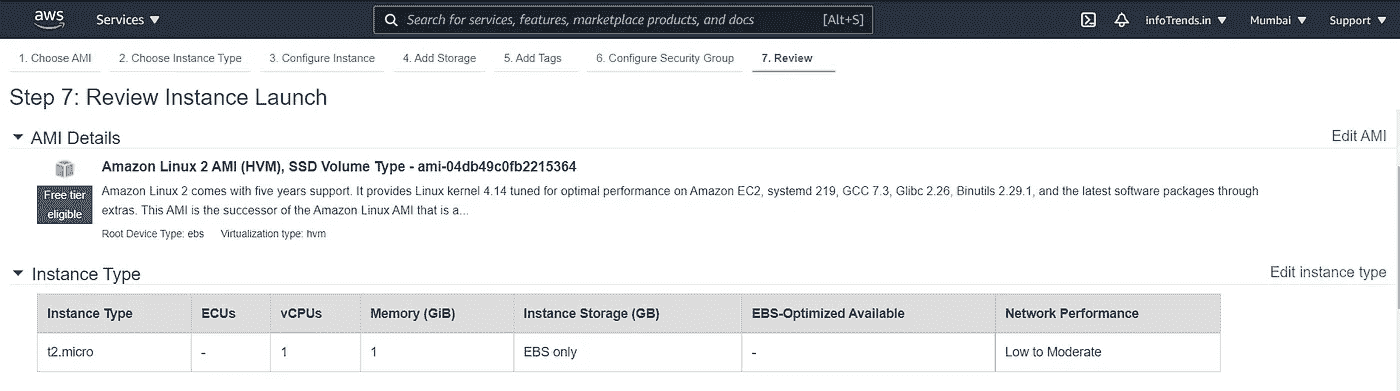 aws Services ▼ Search for services, features, marketplace products, and docs [Alt+S] infoTrends.in ▼ Mumbai ▼ Support ▼
1. Choose AMI 2. Choose Instance Type 3. Configure Instance 4. Add Storage 5. Add Tags 6. Configure Security Group 7. Review
Step 7: Review Instance Launch
AMI Details Edit AMI
Amazon Linux 2 AMI (HVM), SSD Volume Type - ami-04db49c0fb2215364
Free tier eligible
Amazon Linux 2 comes with five years support. It provides Linux kernel 4.14 tuned for optimal performance on Amazon EC2, systemd 219, GCC 7.3, Glibc 2.26, Binutils 2.29.1, and the latest software packages through
extras. This AMI is the successor of the Amazon Linux AMI that is a...
Root Device Type: ebs Virtualization type: hvm
Instance Type Edit instance type
Instance Type ECUs vCPUs Memory (GiB) Instance Storage (GB) EBS-Optimized Available Network Performance
t2.micro - 1 1 EBS only - Low to Moderate